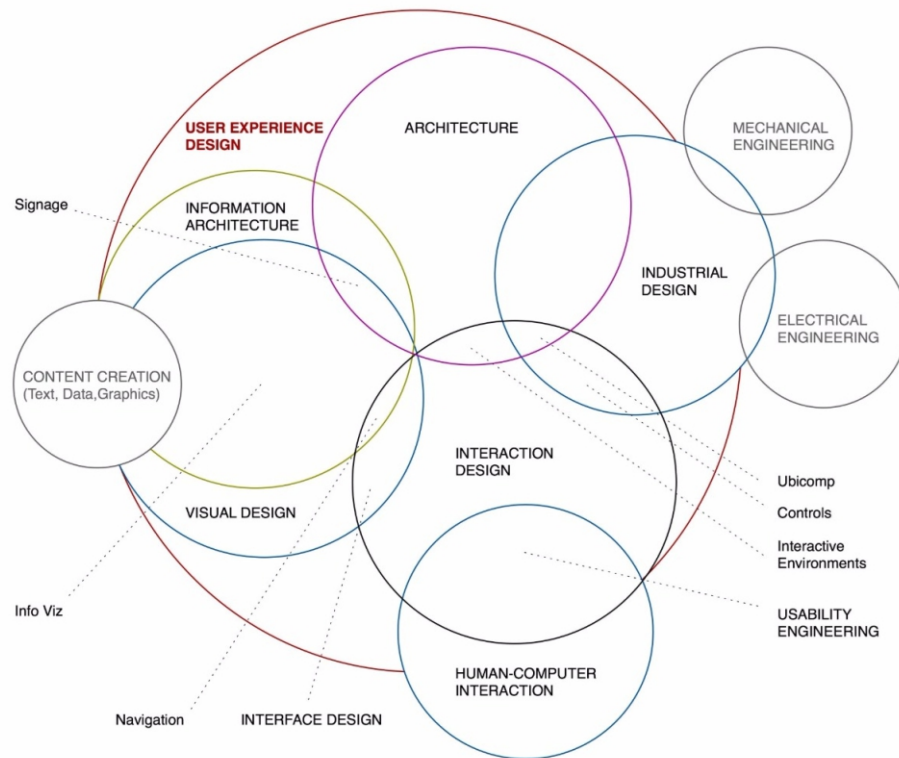 USER EXPERIENCE
DESIGN
ARCHITECTURE
MECHANICAL
ENGINEERING
Signage
INFORMATION
ARCHITECTURE
INDUSTRIAL
DESIGN
ELECTRICAL
ENGINEERING
CONTENT CREATION
(Text, Data,Graphics)
INTERACTION
DESIGN
VISUAL DESIGN
Ubicomp
Controls
Interactive
Environments
Info Viz
USABILITY
ENGINEERING
HUMAN-COMPUTER
INTERACTION
Navigation
INTERFACE DESIGN